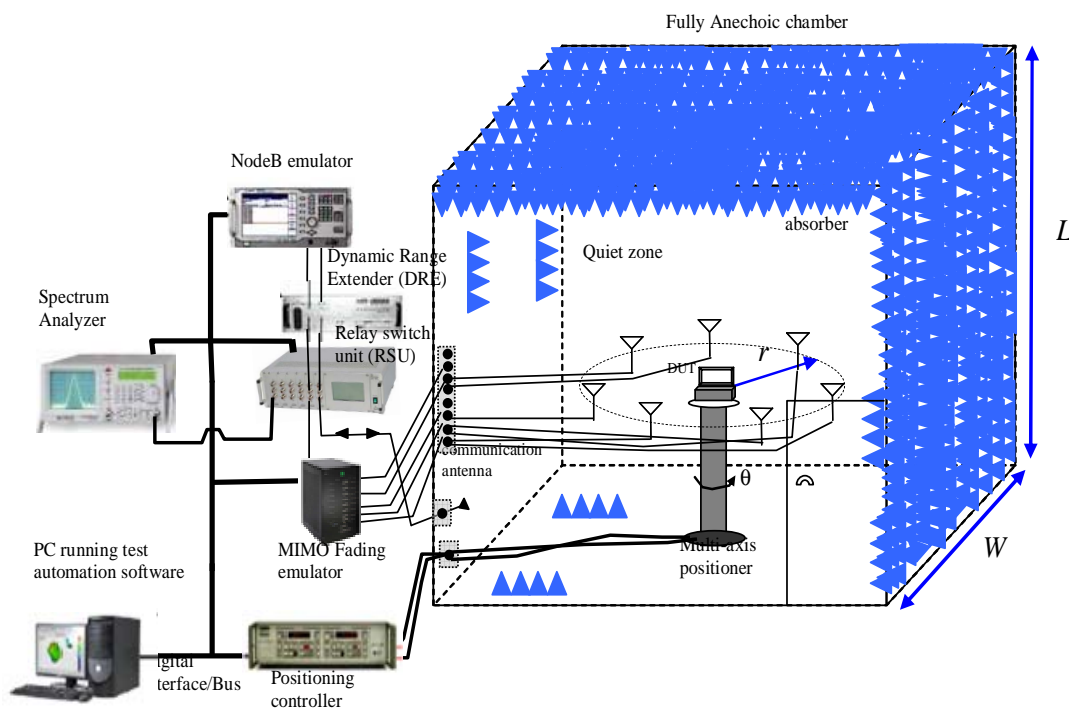 Fully Anechoic chamber
NodeB emulator
absorber
L
Dynamic Range
Extender (DRE)
Quiet zone
Spectrum
Analyzer
Relay switch
unit (RSU)
r
DUT
communication
antenna
θ
PC running test
automation software
MIMO Fading
emulator
Multi-axis
positioner
W
igital
terface/Bus
Positioning
controller